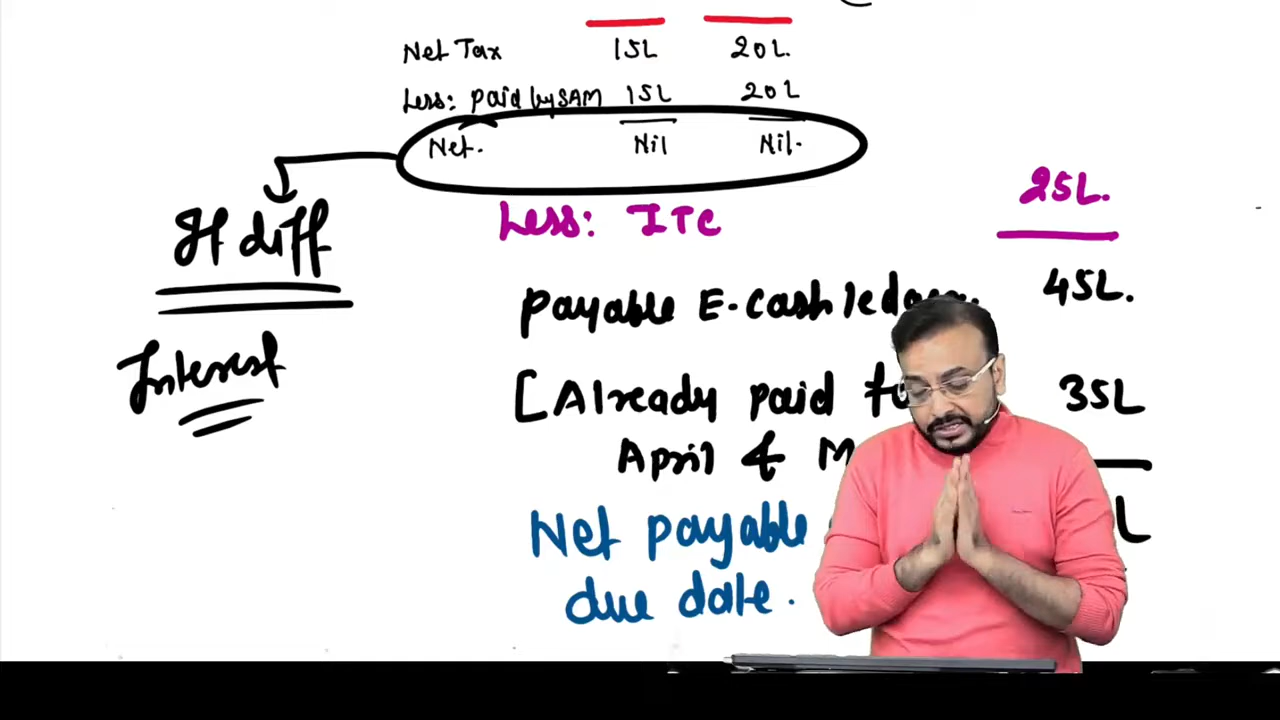 Net Tax 15L 20L.
Less: paid by SAM 15L 20L
Net. Nil Nil.
25L.
Less: ITC
If diff
Interest
payable E-cash ledger. 45L.
[Already paid 35L
April &
Net payable L
due date.